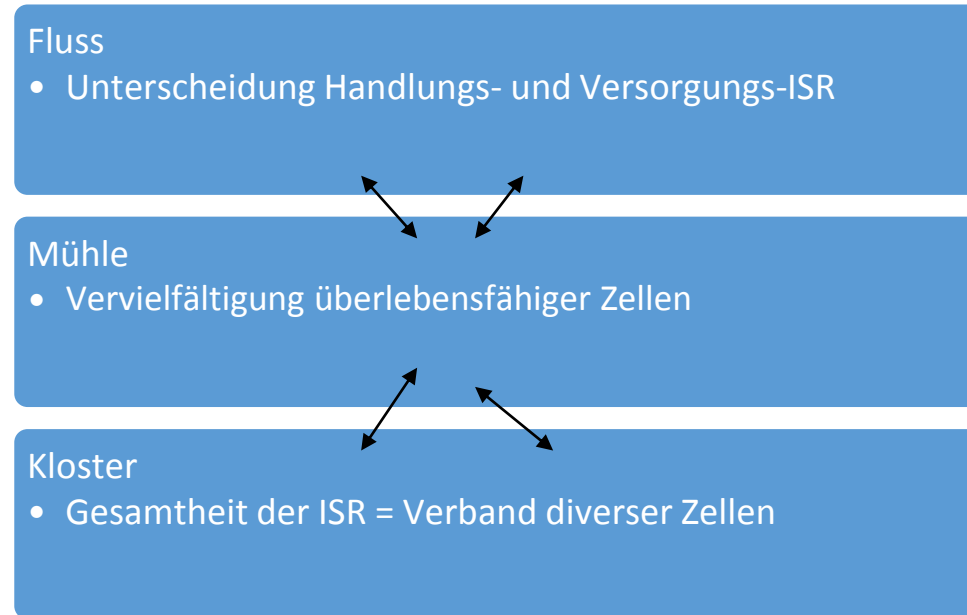 Fluss
• Unterscheidung Handlungs- und Versorgungs-ISR
Mühle
• Vervielfältigung überlebensfähiger Zellen
Kloster
• Gesamtheit der ISR = Verband diverser Zellen